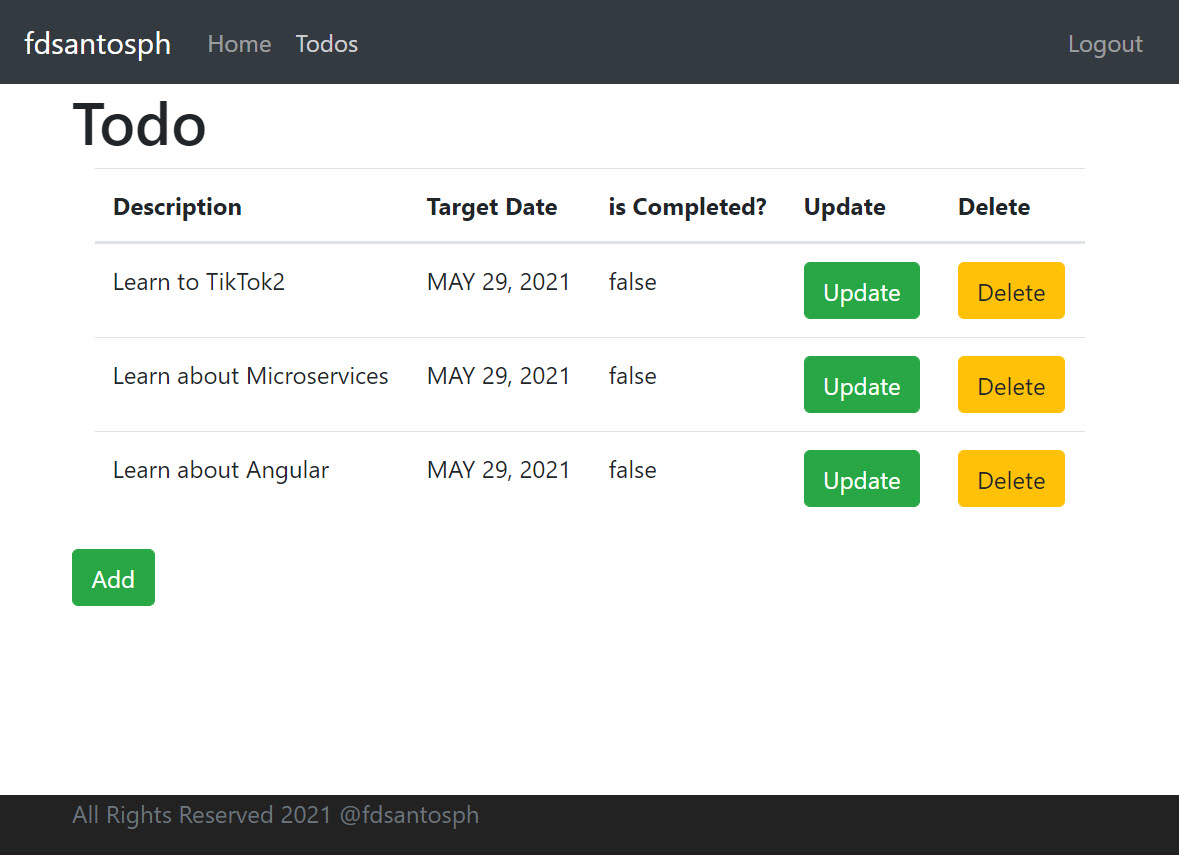 fdsantosph Home Todos Logout
Todo
Description Target Date is Completed? Update Delete
Learn to TikTok2 MAY 29, 2021 false Update Delete
Learn about Microservices MAY 29, 2021 false Update Delete
Learn about Angular MAY 29, 2021 false Update Delete
Add
All Rights Reserved 2021 @fdsantosph